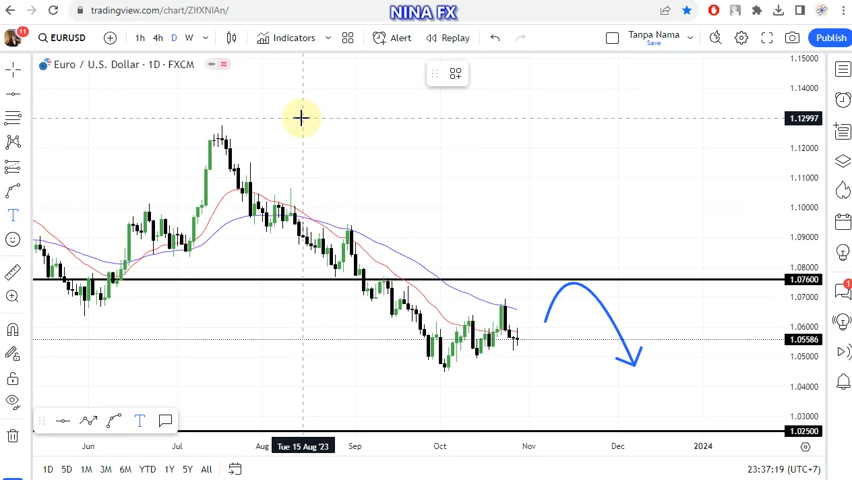 tradingview.com/chart/ZIfXNIAn/
NINA FX
11
EURUSD
1h 4h D W
Indicators
Alert
Replay
Tanpa Nama
Save
Publish
Euro / U.S. Dollar · 1D · FXCM
1.15000
1.14000
1.12997
1.12000
1.11000
1.10000
1.09000
1.08000
1.07600
1.07000
1.06000
1.05586
1.05000
1.04000
1.03000
1.02500
T
T
1
Jun Jul Aug Tue 15 Aug '23 Sep Oct Nov Dec 2024
1D 5D 1M 3M 6M YTD 1Y 5Y All
23:37:19 (UTC+7)